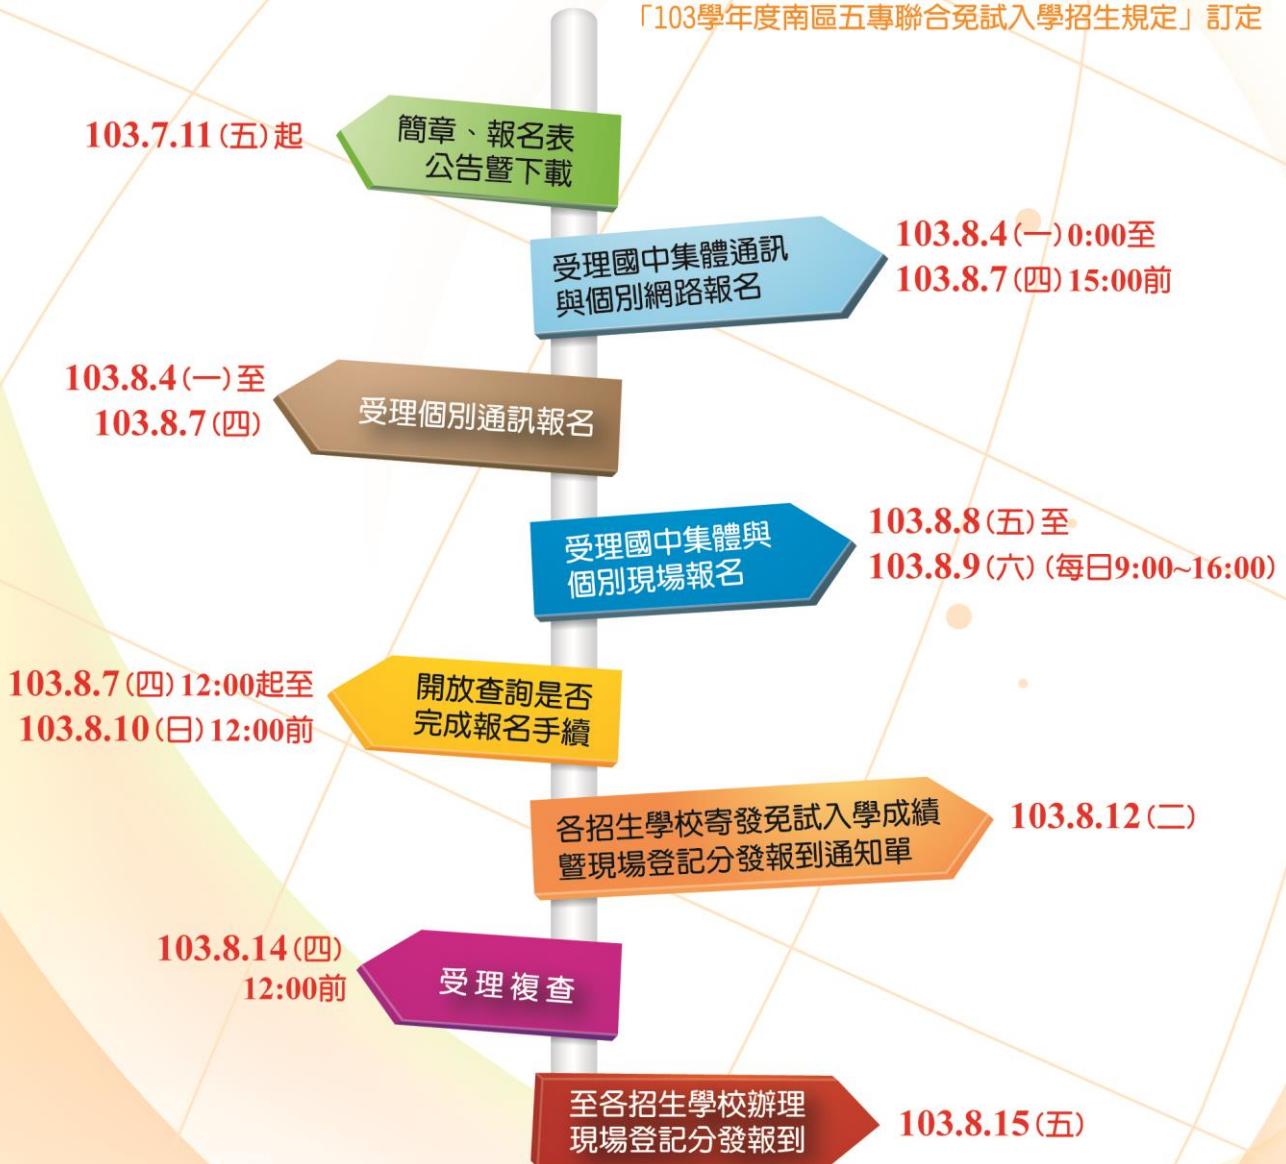 「103學年度南區五專聯合免試入學招生規定」訂定
103.7.11(五)起
簡章、報名表
公告暨下載
受理國中集體通訊
與個別網路報名
103.8.4(一)0:00至
103.8.7(四)15:00前
103.8.4(一)至
103.8.7(四)
受理個別通訊報名
受理國中集體與
個別現場報名
103.8.8(五)至
103.8.9(六)(每日9:00~16:00)
103.8.7(四)12:00起至
103.8.10(日)12:00前
開放查詢是否
完成報名手續
各招生學校寄發免試入學成績
暨現場登記分發報到通知單
103.8.12(二)
103.8.14(四)
12:00前
受理複查
至各招生學校辦理
現場登記分發報到
103.8.15(五)